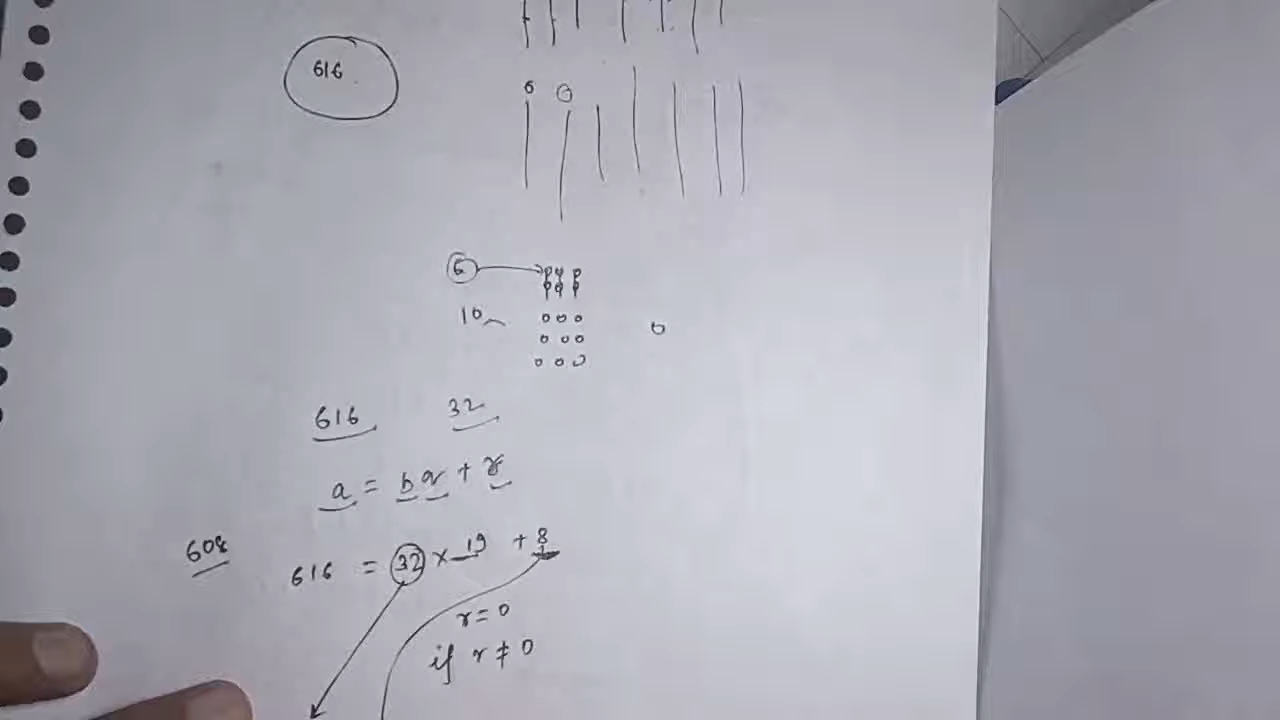 616
6
10
616 32
a = bq + r
608
616 = 32 × 19 + 8
r = 0
if r ≠ 0